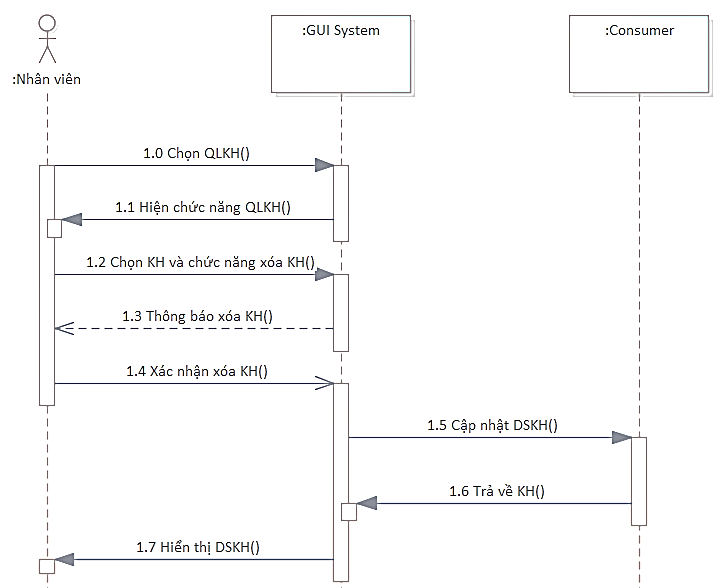 :GUI System
:Consumer
:Nhân viên
1.0 Chọn QLKH()
1.1 Hiện chức năng QLKH()
1.2 Chọn KH và chức năng xóa KH()
1.3 Thông báo xóa KH()
1.4 Xác nhận xóa KH()
1.5 Cập nhật DSKH()
1.6 Trả về KH()
1.7 Hiển thị DSKH()